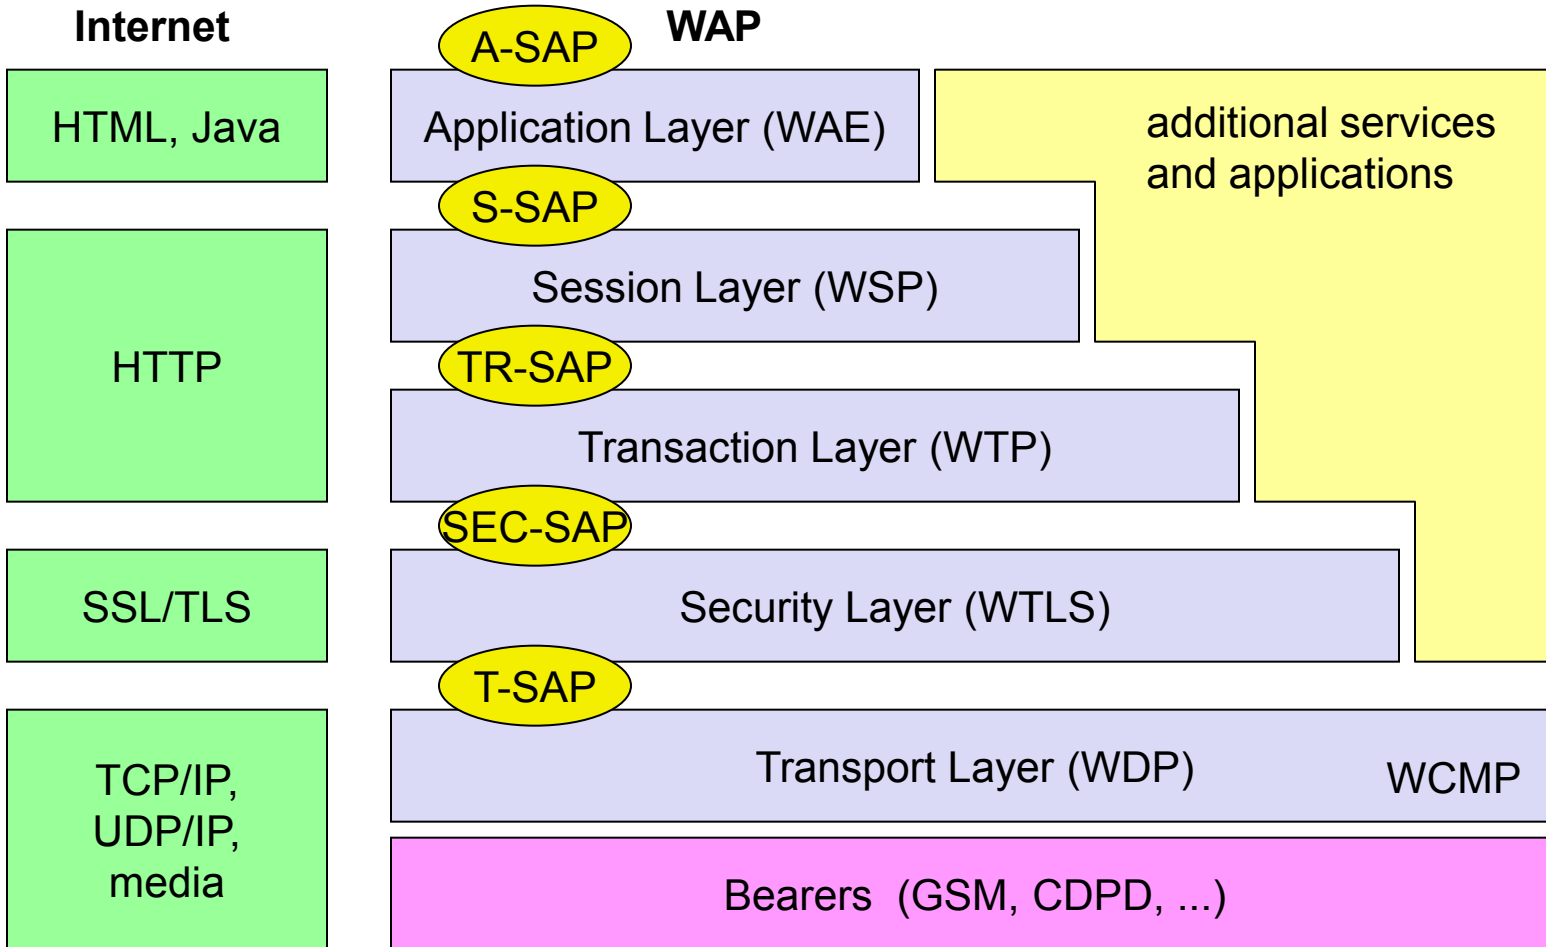 Internet
WAP
A-SAP
HTML, Java
Application Layer (WAE)
additional services
and applications
S-SAP
HTTP
Session Layer (WSP)
TR-SAP
Transaction Layer (WTP)
SEC-SAP
SSL/TLS
Security Layer (WTLS)
T-SAP
TCP/IP,
UDP/IP,
media
Transport Layer (WDP)
WCMP
Bearers (GSM, CDPD, ...)